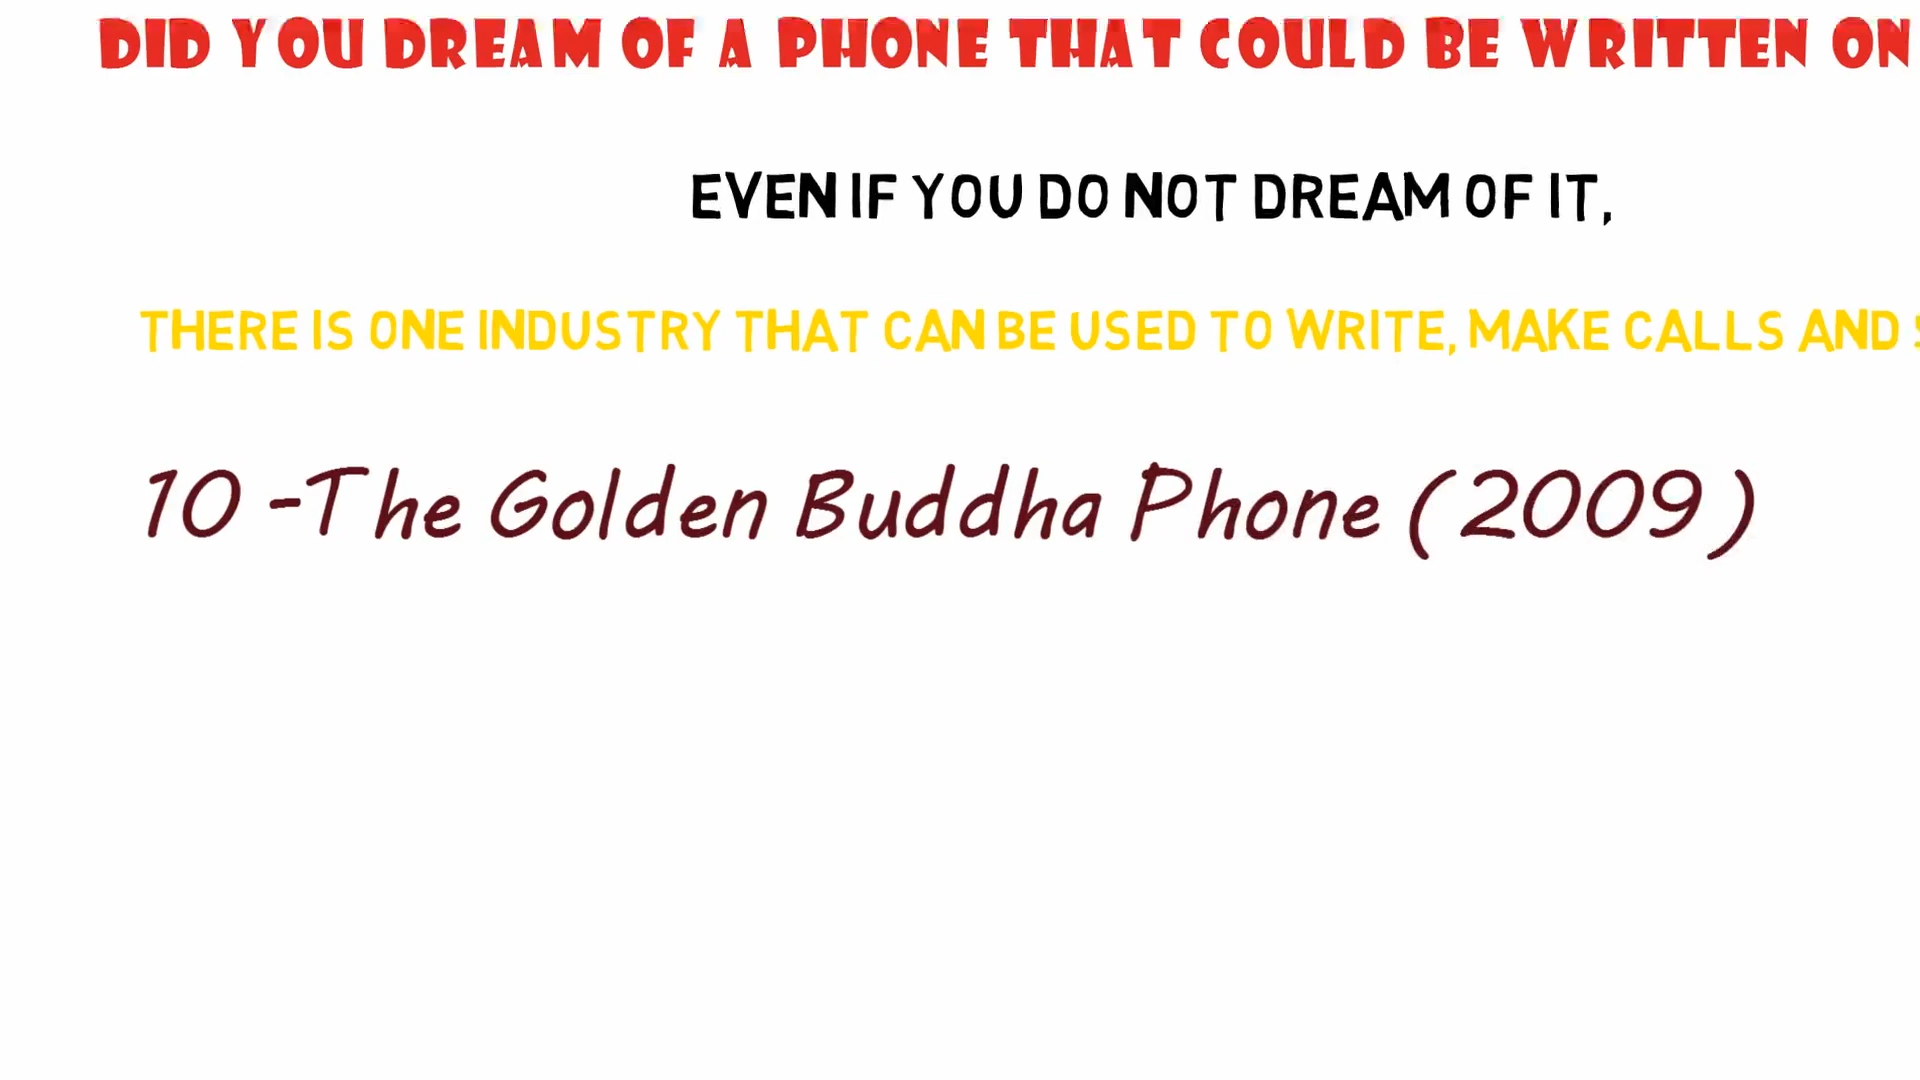 DID YOU DREAM OF A PHONE THAT COULD BE WRITTEN ON
EVEN IF YOU DO NOT DREAM OF IT,
THERE IS ONE INDUSTRY THAT CAN BE USED TO WRITE, MAKE CALLS AND
10 -The Golden Buddha Phone (2009)